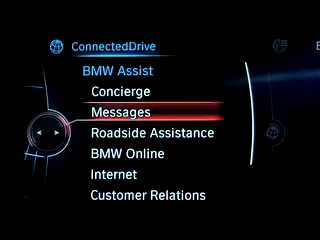 ConnectedDrive
BMW Assist
Concierge
Messages
Roadside Assistance
BMW Online
Internet
Customer Relations